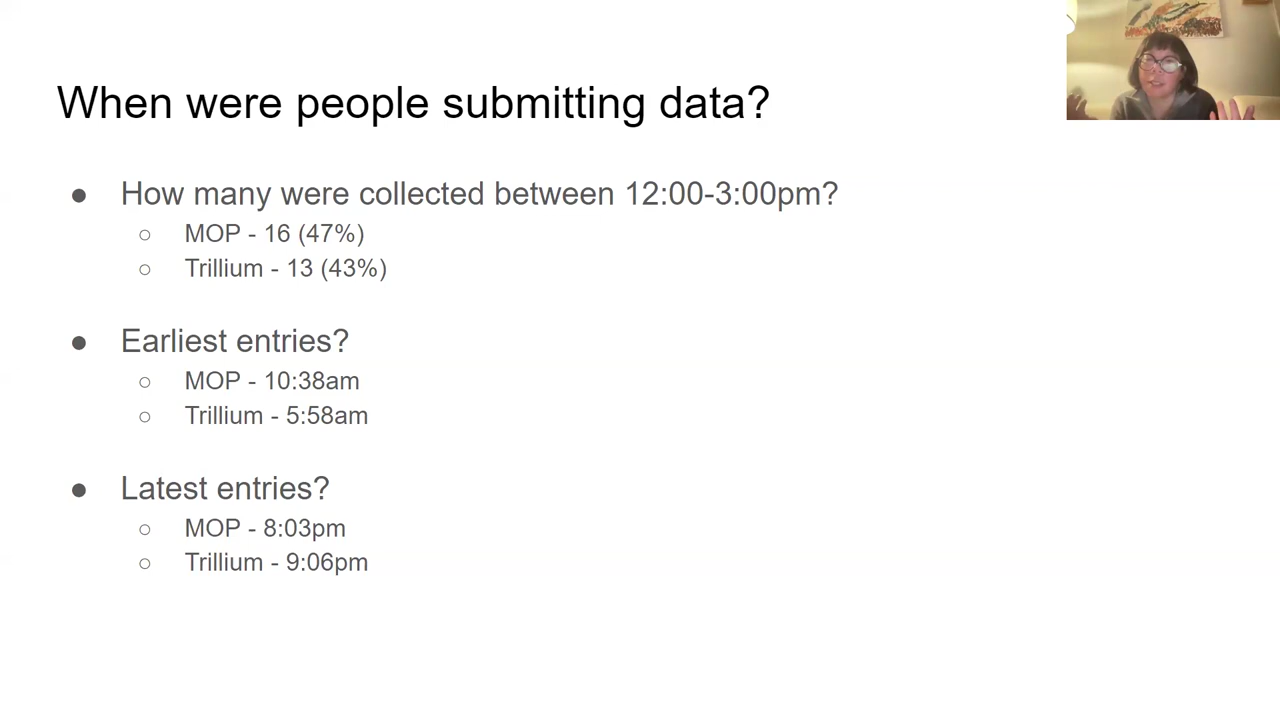 When were people submitting data?
● How many were collected between 12:00-3:00pm?
○ MOP - 16 (47%)
○ Trillium - 13 (43%)
● Earliest entries?
○ MOP - 10:38am
○ Trillium - 5:58am
● Latest entries?
○ MOP - 8:03pm
○ Trillium - 9:06pm